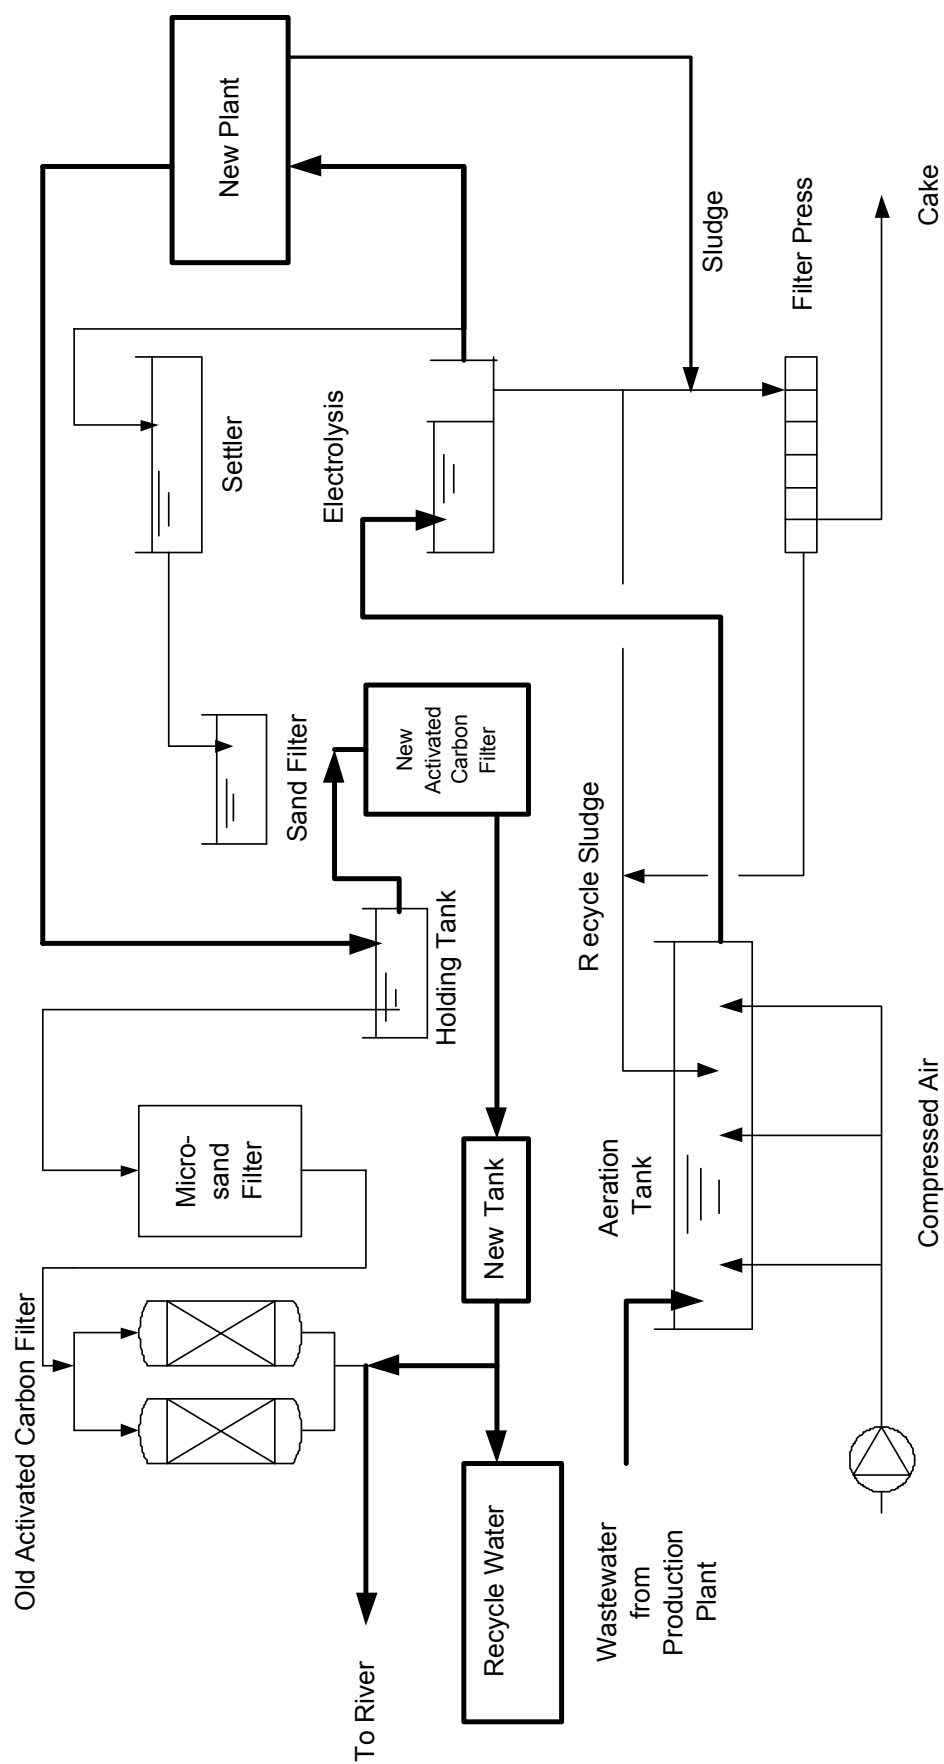 Old Activated Carbon Filter
Micro-
sand
Filter
New Plant
Settler
Sand Filter
Electrolysis
To River
Holding Tank
New
Activated
Carbon
Filter
Recycle Water
New Tank
R ecycle Sludge
Wastewater
from
Production
Plant
Aeration
Tank
Sludge
Filter Press
Compressed Air
Cake